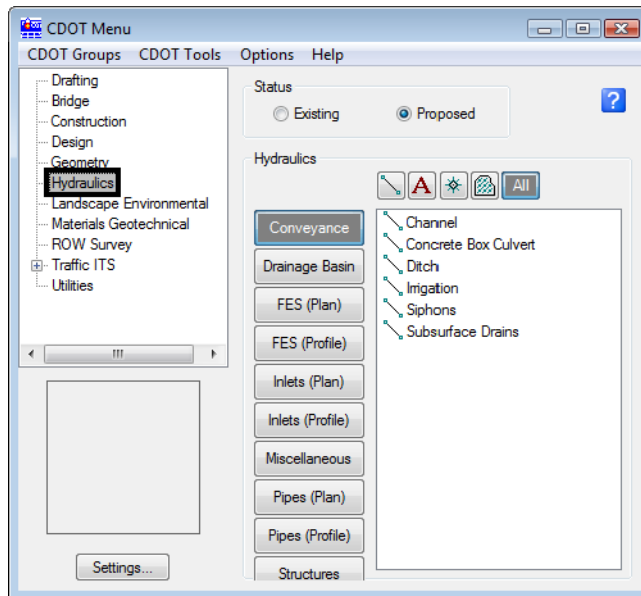 CDOT Menu
CDOT Groups CDOT Tools Options Help
Drafting
Bridge
Construction
Design
Geometry
Hydraulics
Landscape Environmental
Materials Geotechnical
ROW Survey
Traffic ITS
Utilities
Settings...
Status
Existing Proposed
?
Hydraulics
A All
Conveyance
Drainage Basin
FES (Plan)
FES (Profile)
Inlets (Plan)
Inlets (Profile)
Miscellaneous
Pipes (Plan)
Pipes (Profile)
Structures
Channel
Concrete Box Culvert
Ditch
Irrigation
Siphons
Subsurface Drains